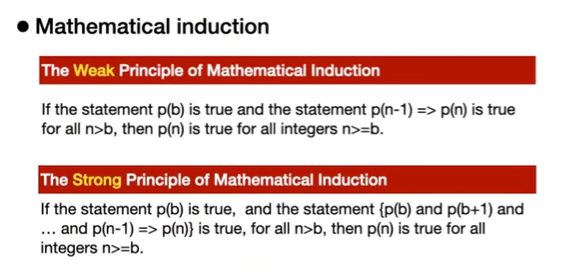 ● Mathematical induction
The Weak Principle of Mathematical Induction
If the statement p(b) is true and the statement p(n-1) => p(n) is true
for all n>b, then p(n) is true for all integers n>=b.
The Strong Principle of Mathematical Induction
If the statement p(b) is true, and the statement {p(b) and p(b+1) and
... and p(n-1) => p(n)} is true, for all n>b, then p(n) is true for all
integers n>=b.